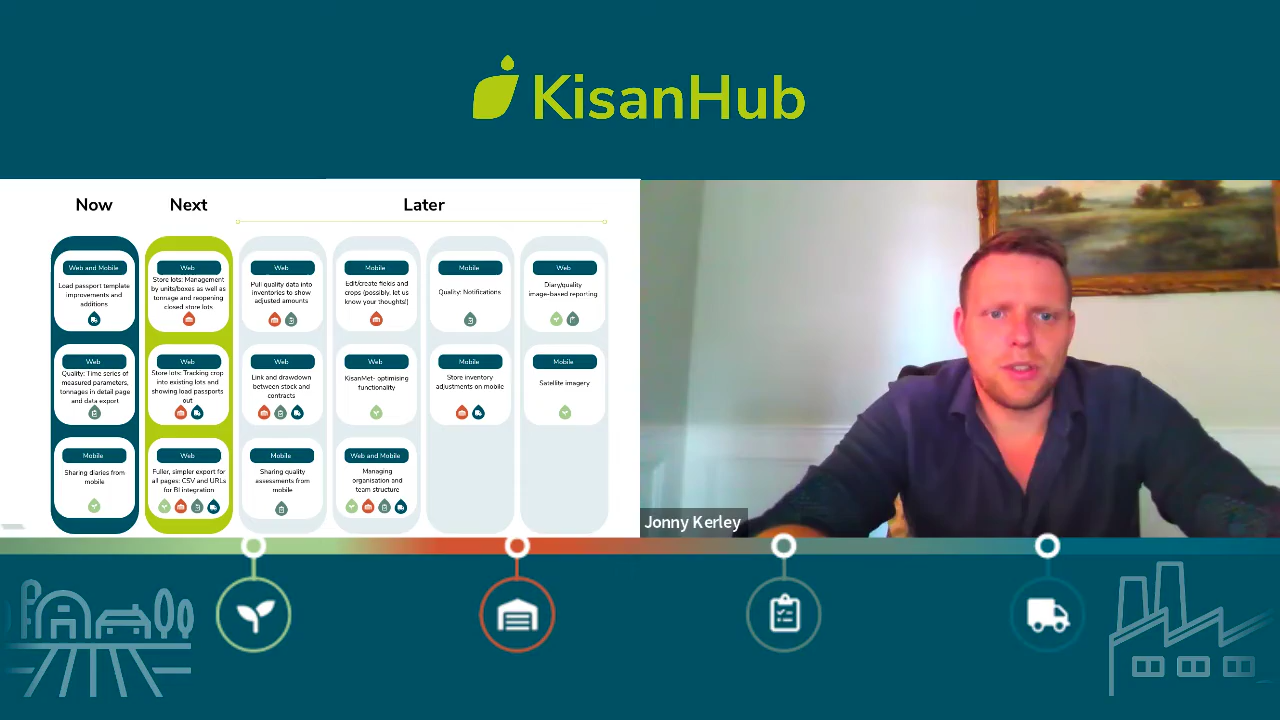 KisanHub
Now
Next
Later
Web and Mobile
Load passport template
improvements and
additions
Web
Quality: Time series of
measured parameters,
tonnages in detail page
and data export
Mobile
Sharing diaries from
mobile
Web
Store lots: Management
by units/boxes as well as
tonnage and reopening
closed store lots
Web
Store lots: Tracking crop
into existing lots and
showing load passports
out
Web
Fuller, simpler export for
all pages: CSV and URLs
for BI integration
Web
Pull quality data into
inventories to show
adjusted amounts
Web
Link and drawdown
between stock and
contracts
Mobile
Sharing quality
assessments from
mobile
Mobile
Edit/create fields and
crops (possibly, let us
know your thoughts!)
Web
KisanMet- optimising
functionality
Web and Mobile
Managing
organisation and
team structure
Mobile
Quality: Notifications
Mobile
Store inventory
adjustments on mobile
Web
Diary/quality
image-based reporting
Mobile
Satellite imagery
Jonny Kerley